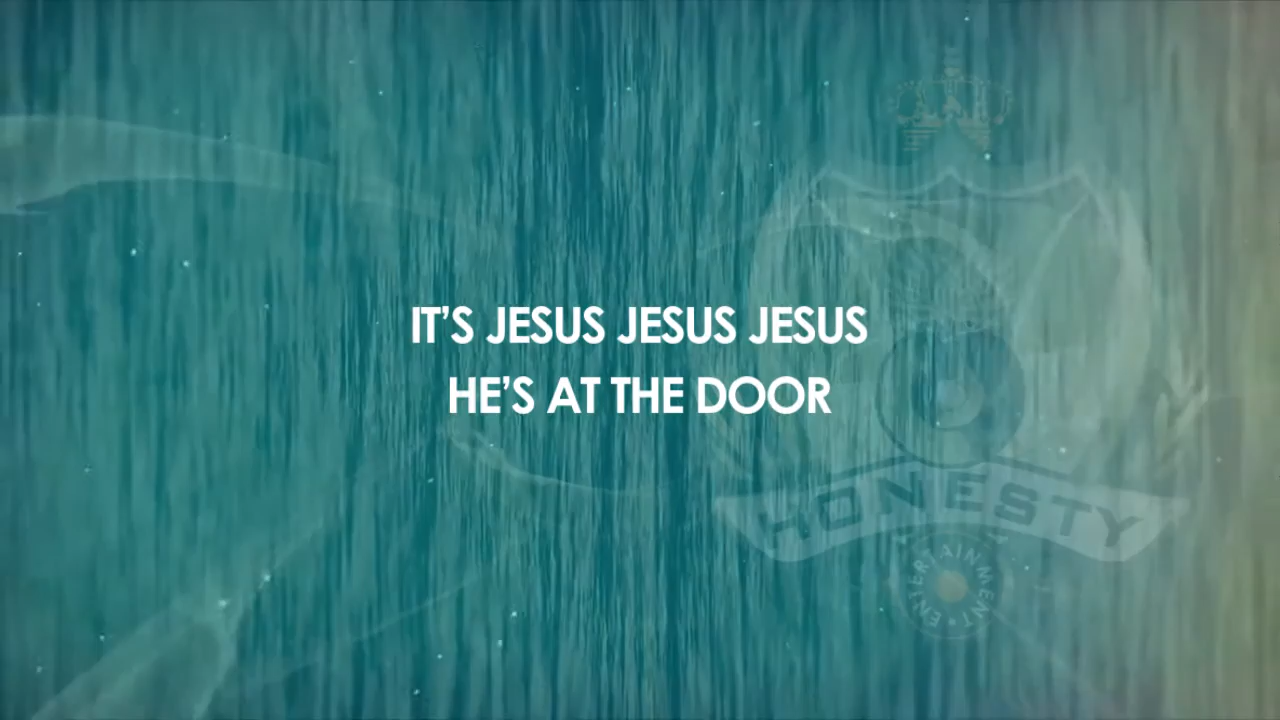 IT’S JESUS JESUS JESUS
HE’S AT THE DOOR
HONESTY
ENTERTAINMENT